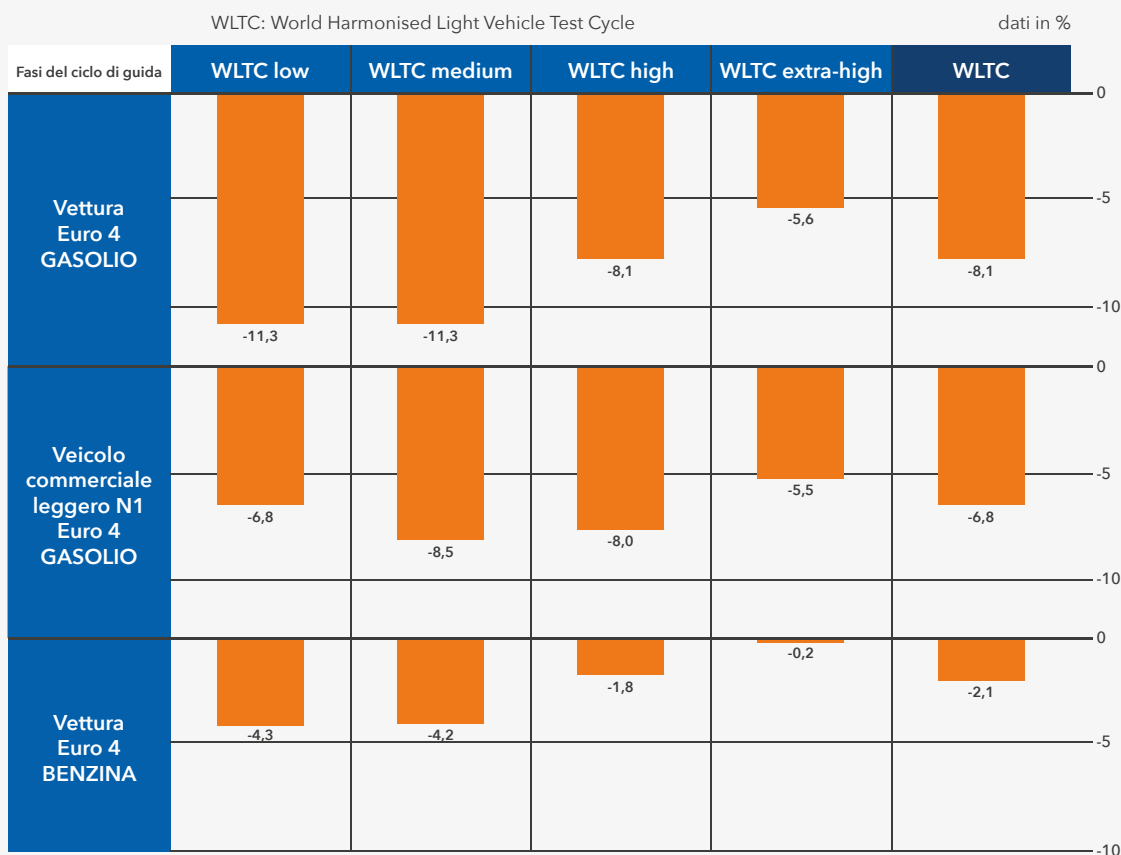 WLTC: World Harmonised Light Vehicle Test Cycle
dati in %
Fasi del ciclo di guida
WLTC low
WLTC medium
WLTC high
WLTC extra-high
WLTC
0
Vettura
Euro 4
GASOLIO
-5
-5,6
-8,1
-8,1
-10
-11,3
-11,3
0
Veicolo
commerciale
leggero N1
Euro 4
GASOLIO
-5
-6,8
-8,5
-8,0
-5,5
-6,8
-10
0
Vettura
Euro 4
BENZINA
-4,3
-4,2
-1,8
-0,2
-2,1
-5
-10